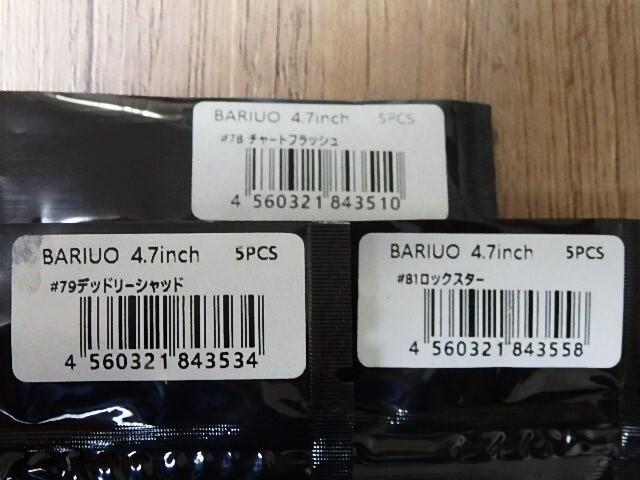 BARIUO 4.7inch 5PCS
#78 チャートフラッシュ
4 560321 843510
BARIUO 4.7inch 5PCS
#79デッドリーシャッド
4 560321 843534
BARIUO 4.7inch 5PCS
#81ロックスター
4 560321 843558